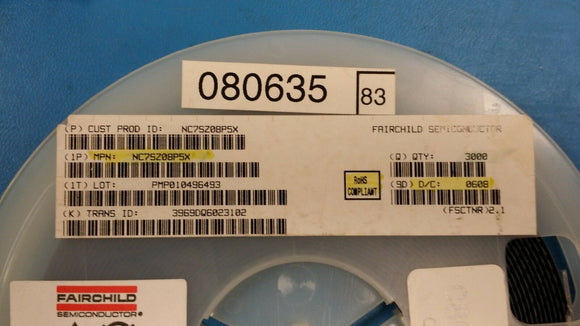 080635 83
(P) CUST PROD ID: NC7SZ08P5X
FAIRCHILD SEMICONDUCTOR
(1P) MPN: NC7SZ08P5X
(Q) QTY: 3000
(1T) LOT: PMP010496493
RoHS
COMPLIANT
(9D) D/C: 0608
(K) TRANS ID: 3969DQ6023102
(FSCTNR)2.1
FAIRCHILD
SEMICONDUCTOR®